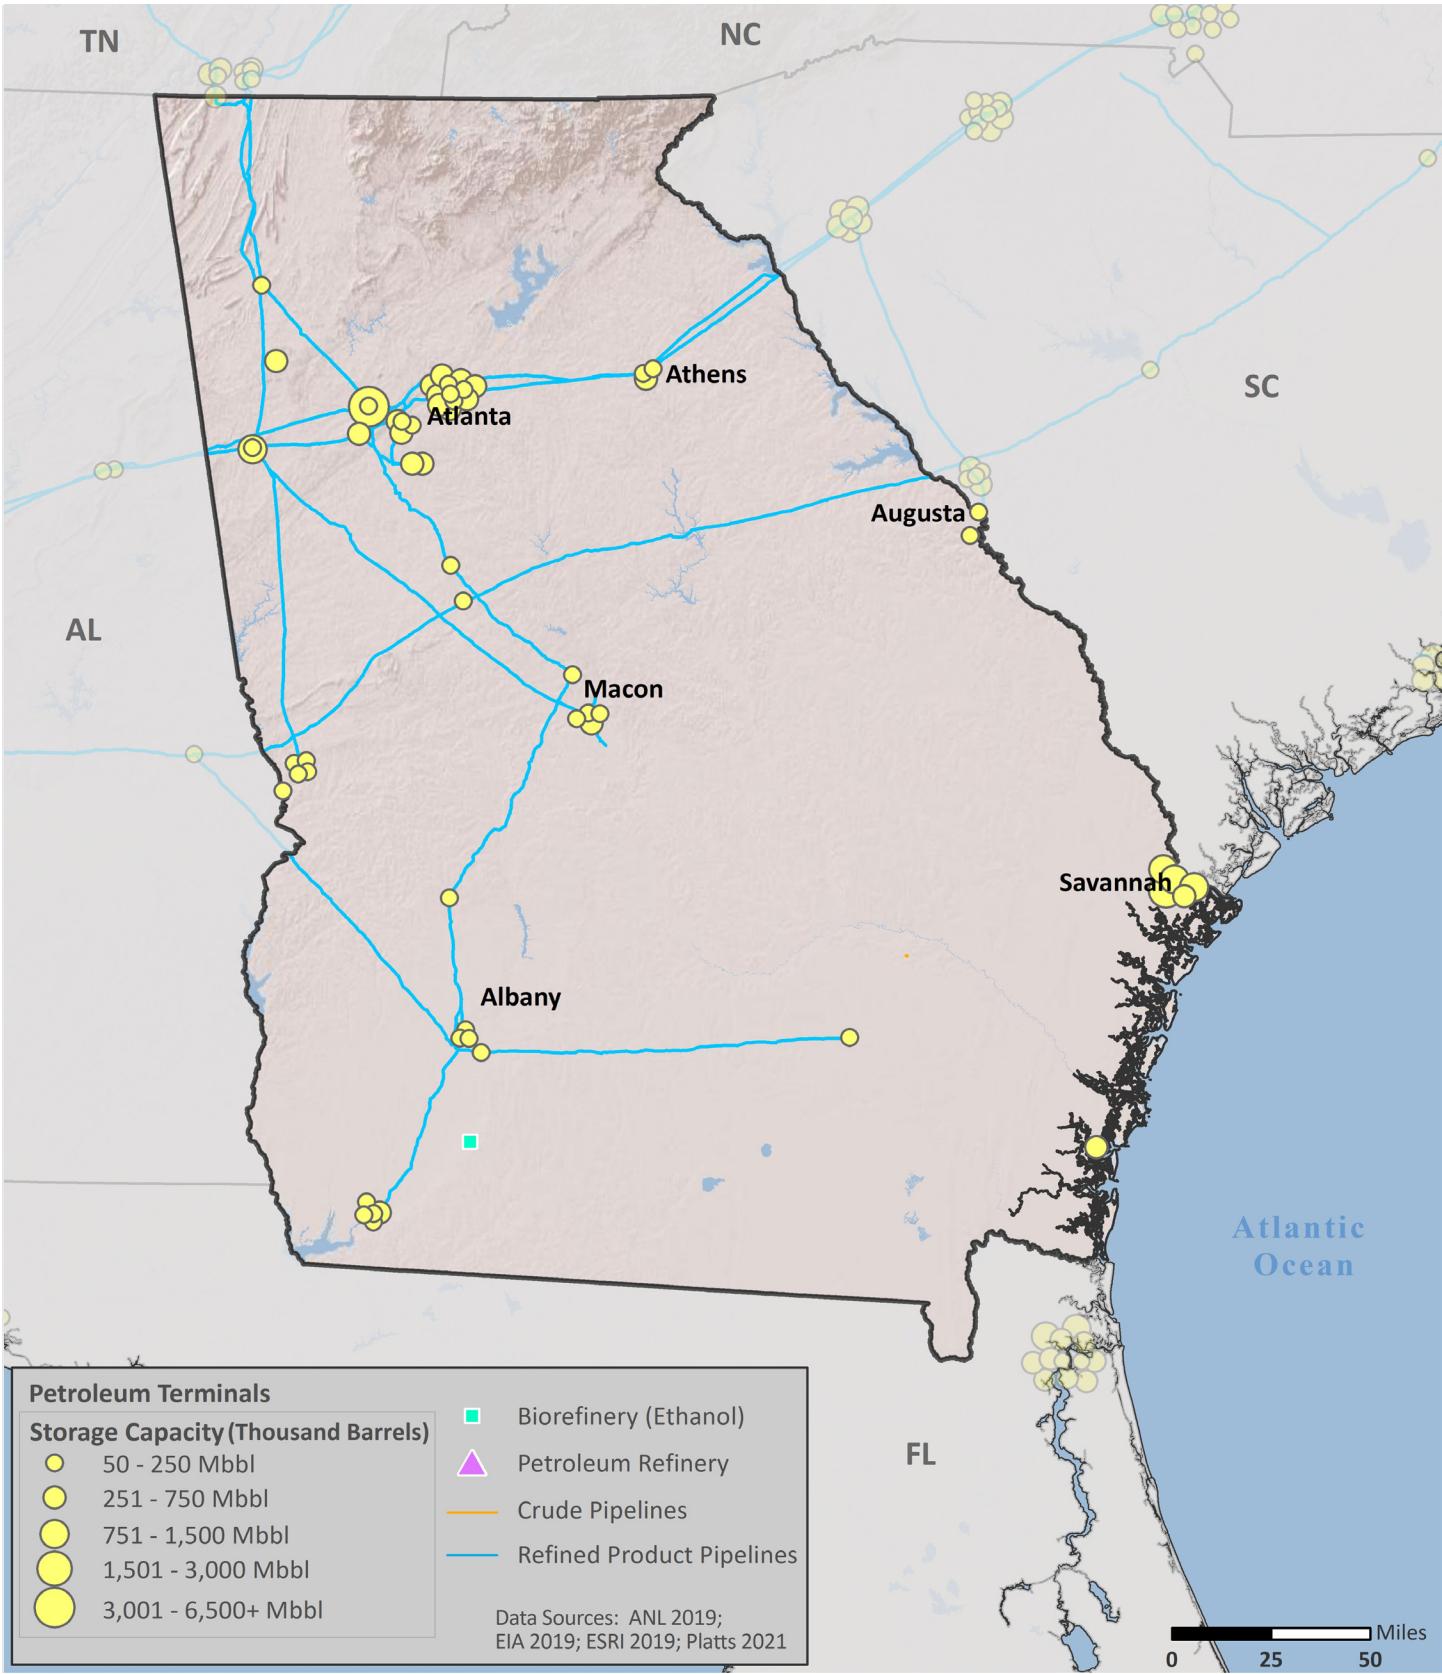 TN
NC
Athens
Atlanta
SC
Augusta
AL
Macon
Savannah
Albany
Atlantic
Ocean
FL
Petroleum Terminals
Storage Capacity (Thousand Barrels)
50 - 250 Mbbl
251 - 750 Mbbl
751 - 1,500 Mbbl
1,501 - 3,000 Mbbl
3,001 - 6,500+ Mbbl
Biorefinery (Ethanol)
Petroleum Refinery
Crude Pipelines
Refined Product Pipelines
Data Sources: ANL 2019;
EIA 2019; ESRI 2019; Platts 2021
Miles
0 25 50